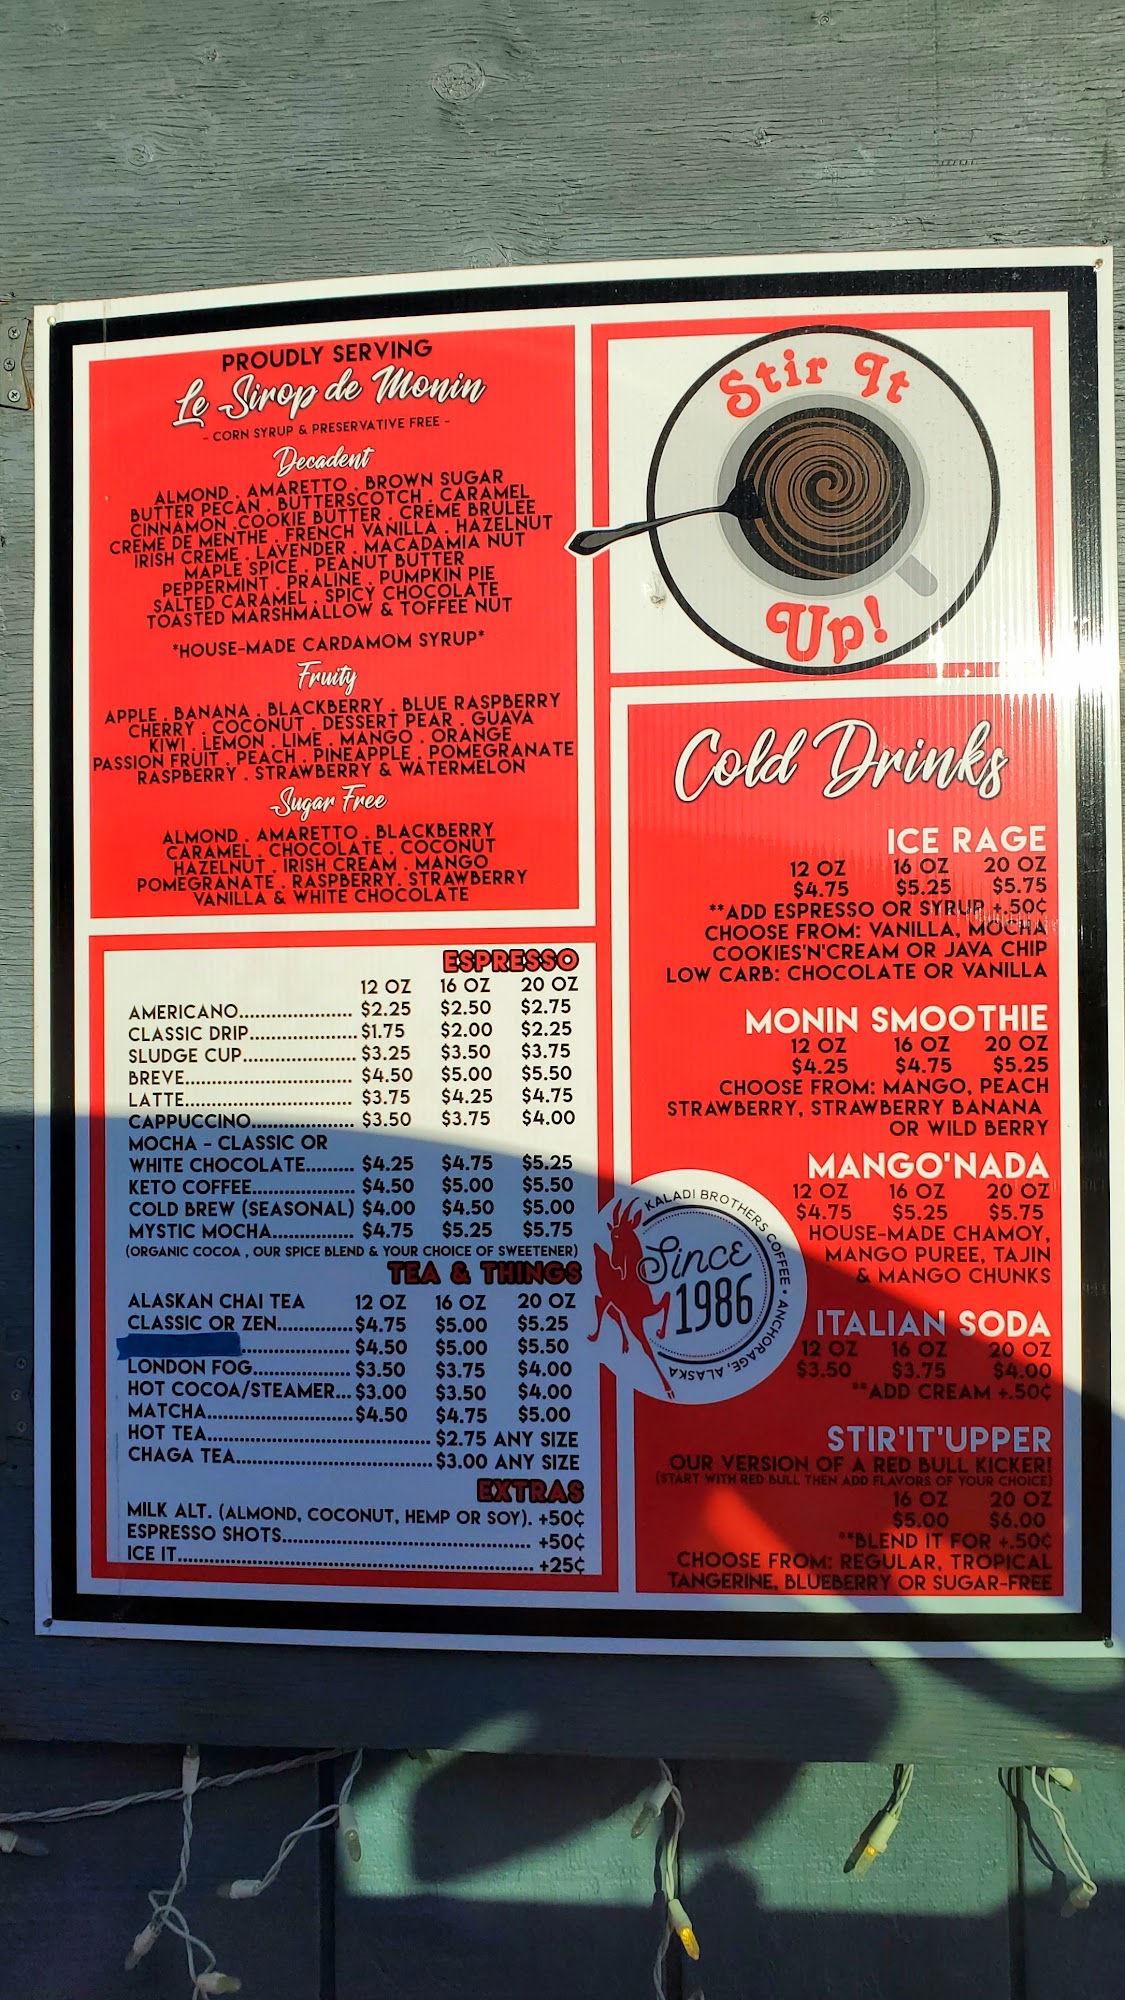 PROUDLY SERVING
Le Sirop de Monin
- CORN SYRUP & PRESERVATIVE FREE -
Decadent
ALMOND . AMARETTO . BROWN SUGAR
BUTTER PECAN . BUTTERSCOTCH . CARAMEL
CINNAMON . COOKIE BUTTER . CRÈME BRULEE
CREME DE MENTHE . FRENCH VANILLA . HAZELNUT
IRISH CREME . LAVENDER . MACADAMIA NUT
MAPLE SPICE . PEANUT BUTTER
PEPPERMINT . PRALINE . PUMPKIN PIE
SALTED CARAMEL . SPICY CHOCOLATE
TOASTED MARSHMALLOW & TOFFEE NUT
*HOUSE-MADE CARDAMOM SYRUP*
Fruity
APPLE . BANANA . BLACKBERRY . BLUE RASPBERRY
CHERRY . COCONUT . DESSERT PEAR . GUAVA
KIWI . LEMON . LIME . MANGO . ORANGE
PASSION FRUIT . PEACH . PINEAPPLE . POMEGRANATE
RASPBERRY . STRAWBERRY & WATERMELON
Sugar Free
ALMOND . AMARETTO . BLACKBERRY
CARAMEL . CHOCOLATE . COCONUT
HAZELNUT . IRISH CREAM . MANGO
POMEGRANATE . RASPBERRY . STRAWBERRY
VANILLA & WHITE CHOCOLATE
ESPRESSO
12 OZ 16 OZ 20 OZ
AMERICANO...................... $2.25 $2.50 $2.75
CLASSIC DRIP..................... $1.75 $2.00 $2.25
SLUDGE CUP...................... $3.25 $3.50 $3.75
BREVE................................ $4.50 $5.00 $5.50
LATTE................................ $3.75 $4.25 $4.75
CAPPUCCINO.................... $3.50 $3.75 $4.00
MOCHA - CLASSIC OR
WHITE CHOCOLATE......... $4.25 $4.75 $5.25
KETO COFFEE.................... $4.50 $5.00 $5.50
COLD BREW (SEASONAL) $4.00 $4.50 $5.00
MYSTIC MOCHA................ $4.75 $5.25 $5.75
(ORGANIC COCOA , OUR SPICE BLEND & YOUR CHOICE OF SWEETENER)
TEA & THINGS
ALASKAN CHAI TEA 12 OZ 16 OZ 20 OZ
CLASSIC OR ZEN............... $4.75 $5.00 $5.25
..................... $4.50 $5.00 $5.50
LONDON FOG.................... $3.50 $3.75 $4.00
HOT COCOA/STEAMER... $3.00 $3.50 $4.00
MATCHA............................ $4.50 $4.75 $5.00
HOT TEA................................................ $2.75 ANY SIZE
CHAGA TEA........................................... $3.00 ANY SIZE
EXTRAS
MILK ALT. (ALMOND, COCONUT, HEMP OR SOY). +50¢
ESPRESSO SHOTS................................................ +50¢
ICE IT..................................................................... +25¢
Stir It
Up!
Cold Drinks
ICE RAGE
12 OZ 16 OZ 20 OZ
$4.75 $5.25 $5.75
**ADD ESPRESSO OR SYRUP +.50¢
CHOOSE FROM: VANILLA, MOCHA
COOKIES'N'CREAM OR JAVA CHIP
LOW CARB: CHOCOLATE OR VANILLA
MONIN SMOOTHIE
12 OZ 16 OZ 20 OZ
$4.25 $4.75 $5.25
CHOOSE FROM: MANGO, PEACH
STRAWBERRY, STRAWBERRY BANANA
OR WILD BERRY
MANGO'NADA
12 OZ 16 OZ 20 OZ
$4.75 $5.25 $5.75
HOUSE-MADE CHAMOY,
MANGO PUREE, TAJIN
& MANGO CHUNKS
KALADI BROTHERS COFFEE • ANCHORAGE, ALASKA
Since
1986
ITALIAN SODA
12 OZ 16 OZ 20 OZ
$3.50 $3.75 $4.00
**ADD CREAM +.50¢
STIR'IT'UPPER
OUR VERSION OF A RED BULL KICKER!
(START WITH RED BULL THEN ADD FLAVORS OF YOUR CHOICE)
16 OZ 20 OZ
$5.00 $6.00
**BLEND IT FOR +.50¢
CHOOSE FROM: REGULAR, TROPICAL
TANGERINE, BLUEBERRY OR SUGAR-FREE